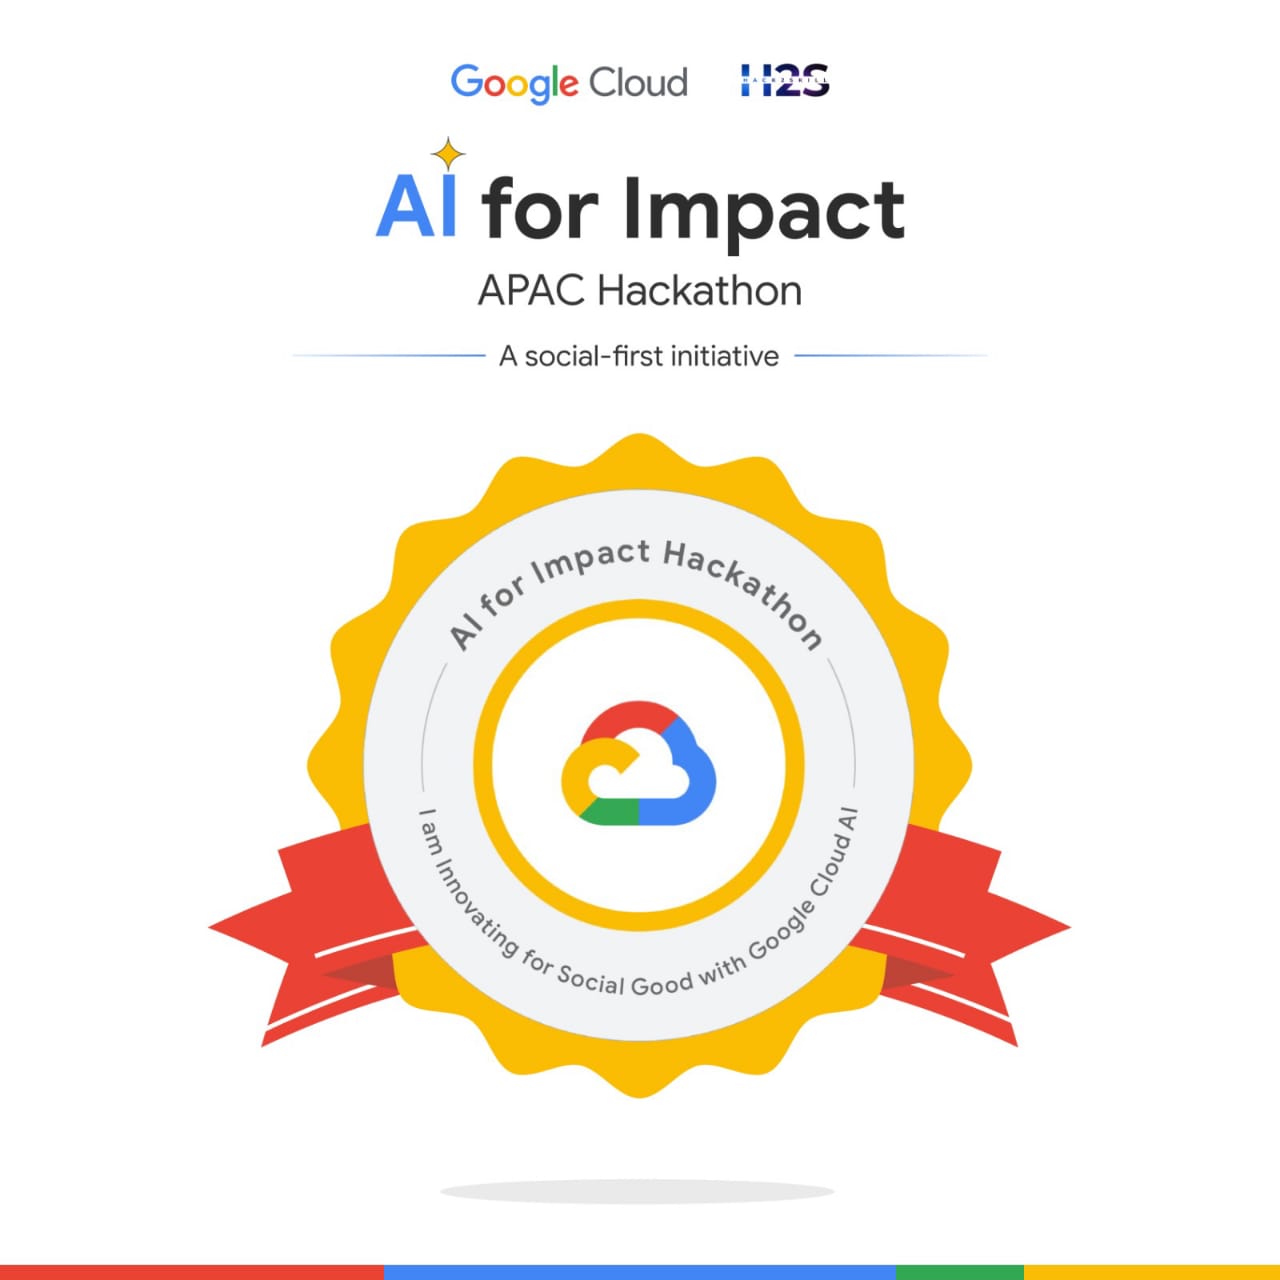 Google Cloud
H2S
HACK2SKILL
AI for Impact
APAC Hackathon
A social-first initiative
AI for Impact Hackathon
I am Innovating for Social Good with Google Cloud AI